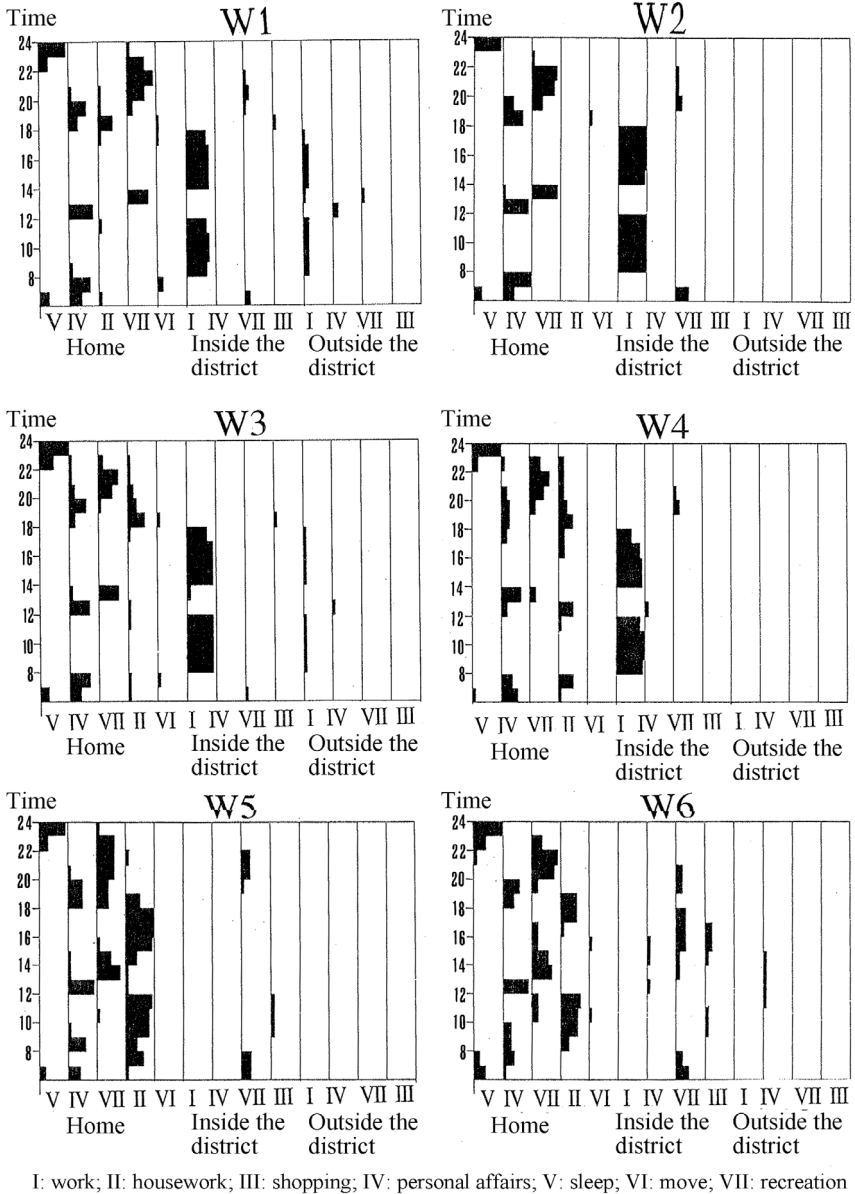 Time W1
24
22
20
18
16
14
12
10
8
V IV II VII VI I IV VII III I IV VII III
Home Inside the district Outside the district
Time W2
24
22
20
18
16
14
12
10
8
V IV VII II VI I IV VII III I IV VII III
Home Inside the district Outside the district
Time W3
24
22
20
18
16
14
12
10
8
V IV VII II VI I IV VII III I IV VII III
Home Inside the district Outside the district
Time W4
24
22
20
18
16
14
12
10
8
V IV VII II VI I IV VII III I IV VII III
Home Inside the district Outside the district
Time W5
24
22
20
18
16
14
12
10
8
V IV VII II VI I IV VII III I IV VII III
Home Inside the district Outside the district
Time W6
24
22
20
18
16
14
12
10
8
V IV VII II VI I IV VII III I IV VII III
Home Inside the district Outside the district
I: work; II: housework; III: shopping; IV: personal affairs; V: sleep; VI: move; VII: recreation